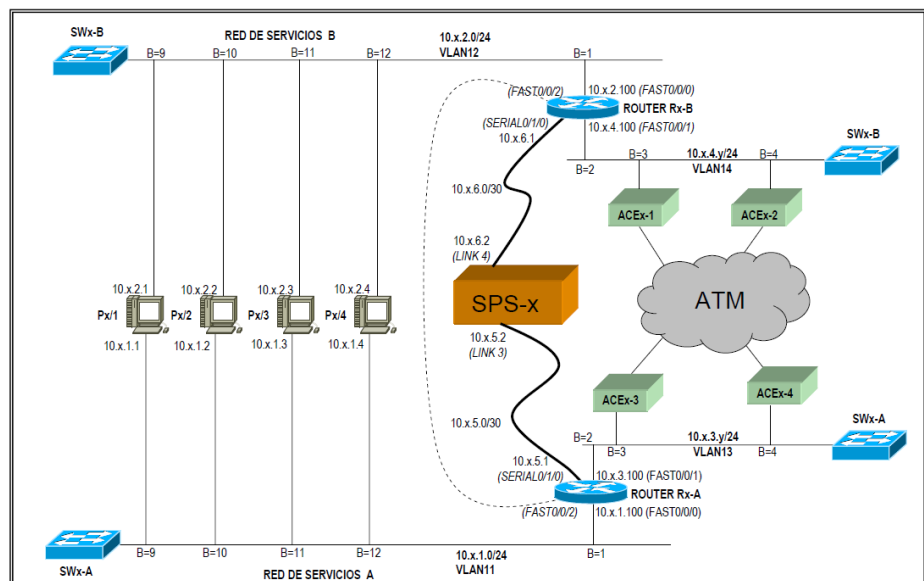 SWx-B
RED DE SERVICIOS B
10.x.2.0/24
VLAN12
B=9
B=10
B=11
B=12
B=1
(FAST0/0/2)
10.x.2.100 (FAST0/0/0)
ROUTER Rx-B
(SERIAL0/1/0)
10.x.6.1
10.x.4.100 (FAST0/0/1)
SWx-B
B=2
B=3
10.x.4.y/24
VLAN14
B=4
10.x.6.0/30
ACEx-1
ACEx-2
10.x.6.2
(LINK 4)
10.x.2.1
10.x.2.2
10.x.2.3
10.x.2.4
SPS-x
ATM
Px/1
Px/2
Px/3
Px/4
10.x.1.1
10.x.1.2
10.x.1.3
10.x.1.4
10.x.5.2
(LINK 3)
ACEx-3
ACEx-4
10.x.5.0/30
SWx-A
B=2
B=3
10.x.3.y/24
VLAN13
B=4
10.x.5.1
(SERIAL0/1/0)
10.x.3.100 (FAST0/0/1)
ROUTER Rx-A
(FAST0/0/2)
10.x.1.100 (FAST0/0/0)
SWx-A
B=9
B=10
B=11
B=12
10.x.1.0/24
VLAN11
B=1
RED DE SERVICIOS A